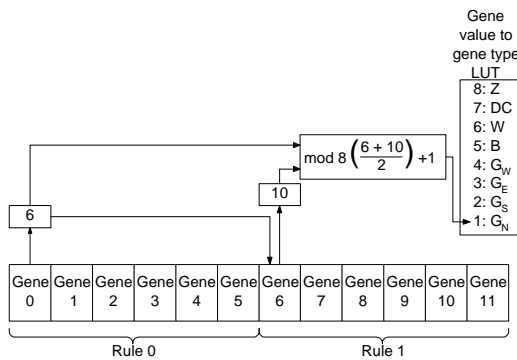 Gene
value to
gene type
LUT
8: Z
7: DC
6: W
5: B
4: G_W
3: G_E
2: G_S
1: G_N
mod 8 (6 + 10 / 2) +1
10
6
Gene 0 Gene 1 Gene 2 Gene 3 Gene 4 Gene 5 Gene 6 Gene 7 Gene 8 Gene 9 Gene 10 Gene 11
Rule 0 Rule 1